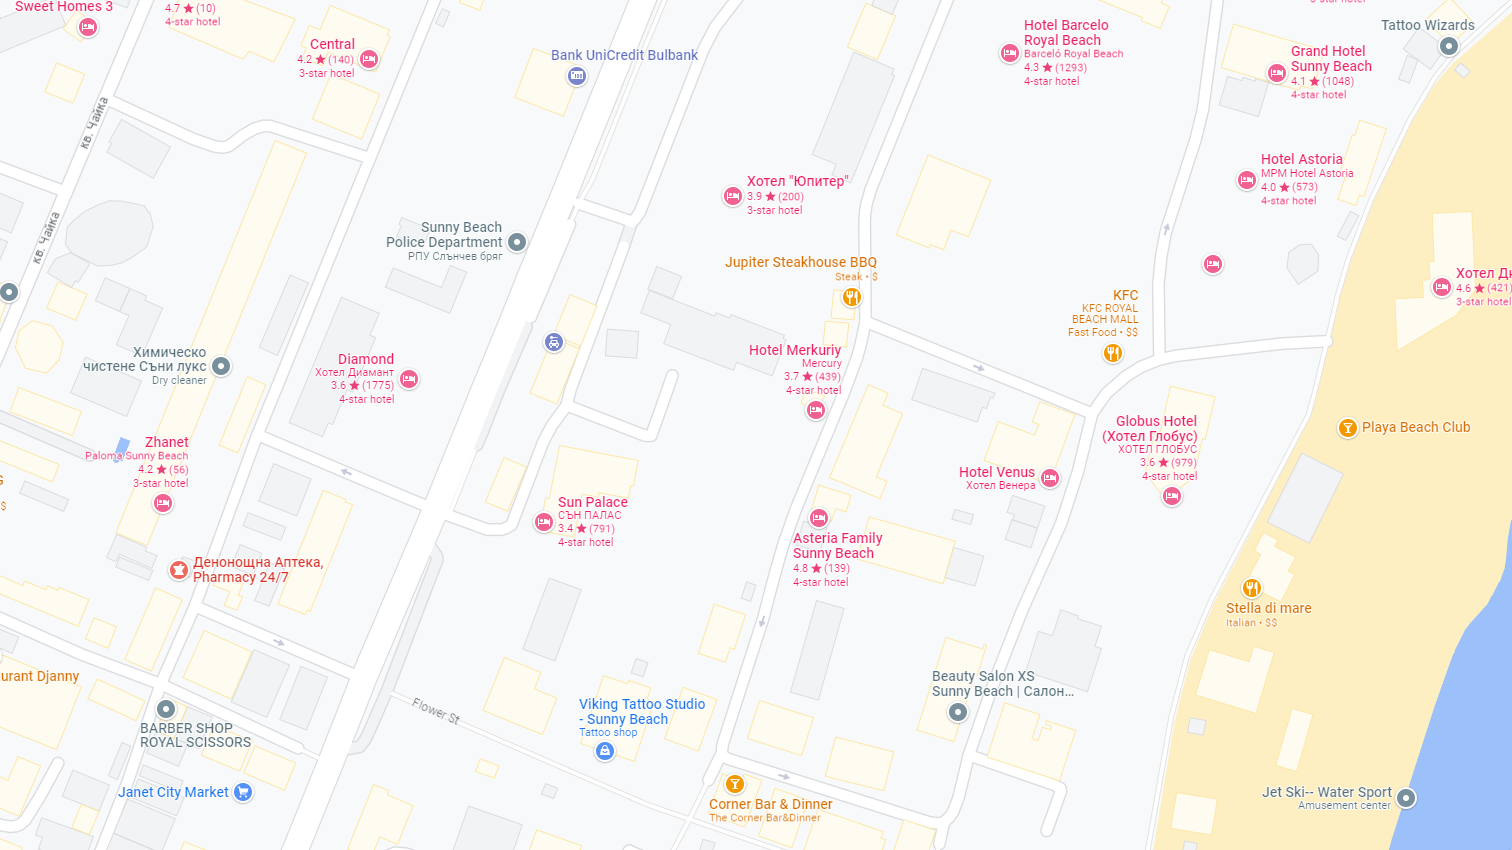 Sweet Homes 3
4.7 ★ (10)
4-star hotel
Central
4.2 ★ (140)
3-star hotel
Bank UniCredit Bulbank
Hotel Barcelo
Royal Beach
Barceló Royal Beach
4.3 ★ (1293)
4-star hotel
Grand Hotel
Sunny Beach
4.1 ★ (1048)
4-star hotel
Tattoo Wizards
кв. Чайка
кв. Чайка
Хотел "Юпитер"
3.9 ★ (200)
3-star hotel
Hotel Astoria
MPM Hotel Astoria
4.0 ★ (573)
4-star hotel
Sunny Beach
Police Department
РПУ Слънчев бряг
Jupiter Steakhouse BBQ
Steak • $
KFC
KFC ROYAL
BEACH MALL
Fast Food • $$
4.6 ★ (421)
3-star hotel
Химическо
чистене Съни лукс
Dry cleaner
Diamond
Хотел Диамант
3.6 ★ (1775)
4-star hotel
Hotel Merkuriy
Mercury
3.7 ★ (439)
4-star hotel
Globus Hotel
(Хотел Глобус)
ХОТЕЛ ГЛОБУС
3.6 ★ (979)
4-star hotel
Playa Beach Club
Zhanet
Paloma Sunny Beach
4.2 ★ (56)
3-star hotel
Hotel Venus
Хотел Венера
Sun Palace
СЪН ПАЛАС
3.4 ★ (791)
4-star hotel
Asteria Family
Sunny Beach
4.8 ★ (139)
4-star hotel
Денонощна Аптека,
Pharmacy 24/7
Stella di mare
Italian • $$
urant Djanny
Beauty Salon XS
Sunny Beach | Салон...
Flower St
Viking Tattoo Studio
- Sunny Beach
Tattoo shop
BARBER SHOP
ROYAL SCISSORS
Janet City Market
Corner Bar & Dinner
The Corner Bar&Dinner
Jet Ski-- Water Sport
Amusement center